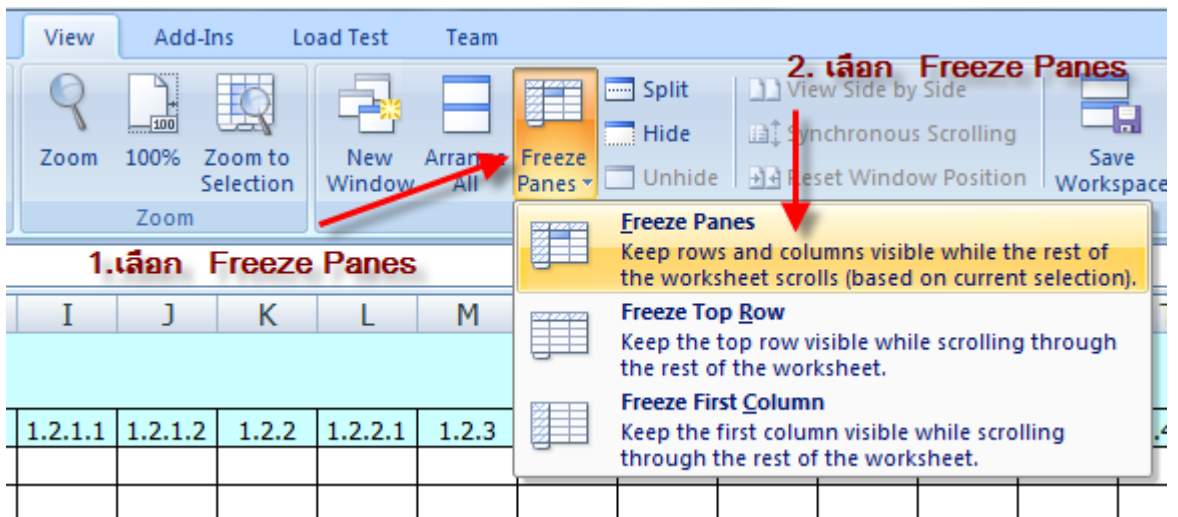 View Add-Ins Load Test Team
2. เลือก Freeze Panes
Zoom
100%
Zoom to Selection
New Window
Arrange All
Freeze Panes
Split
Hide
Unhide
View Side by Side
Synchronous Scrolling
Reset Window Position
Save Workspace
Zoom
1.เลือก Freeze Panes
Freeze Panes
Keep rows and columns visible while the rest of
the worksheet scrolls (based on current selection).
Freeze Top Row
Keep the top row visible while scrolling through
the rest of the worksheet.
Freeze First Column
Keep the first column visible while scrolling
through the rest of the worksheet.
I J K L M
1.2.1.1 1.2.1.2 1.2.2 1.2.2.1 1.2.3